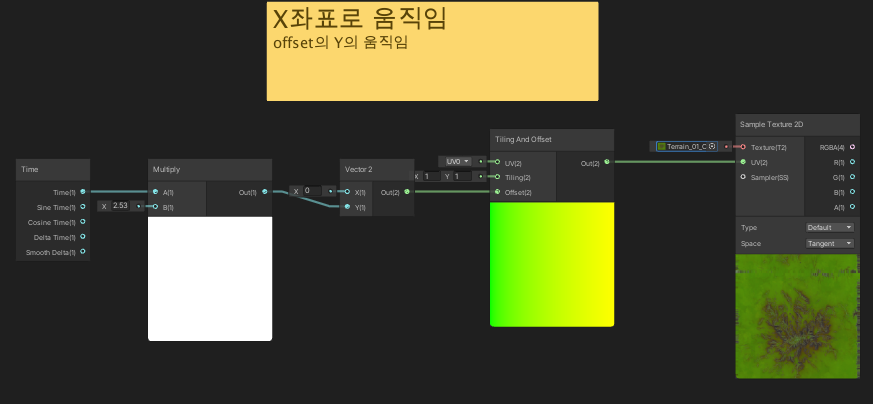 X좌표로 움직임
offset의 Y의 움직임
Time
Time(1)
Sine Time(1)
Cosine Time(1)
Delta Time(1)
Smooth Delta(1)
X 2.53
Multiply
A(1)
B(1)
Out(1)
X 0
Vector 2
X(1)
Y(1)
Out(2)
UV0
X 1 Y 1
Tiling And Offset
UV(2)
Tiling(2)
Offset(2)
Out(2)
Terrain_01_C
Sample Texture 2D
Texture(T2)
UV(2)
Sampler(SS)
RGBA(4)
R(1)
G(1)
B(1)
A(1)
Type Default
Space Tangent